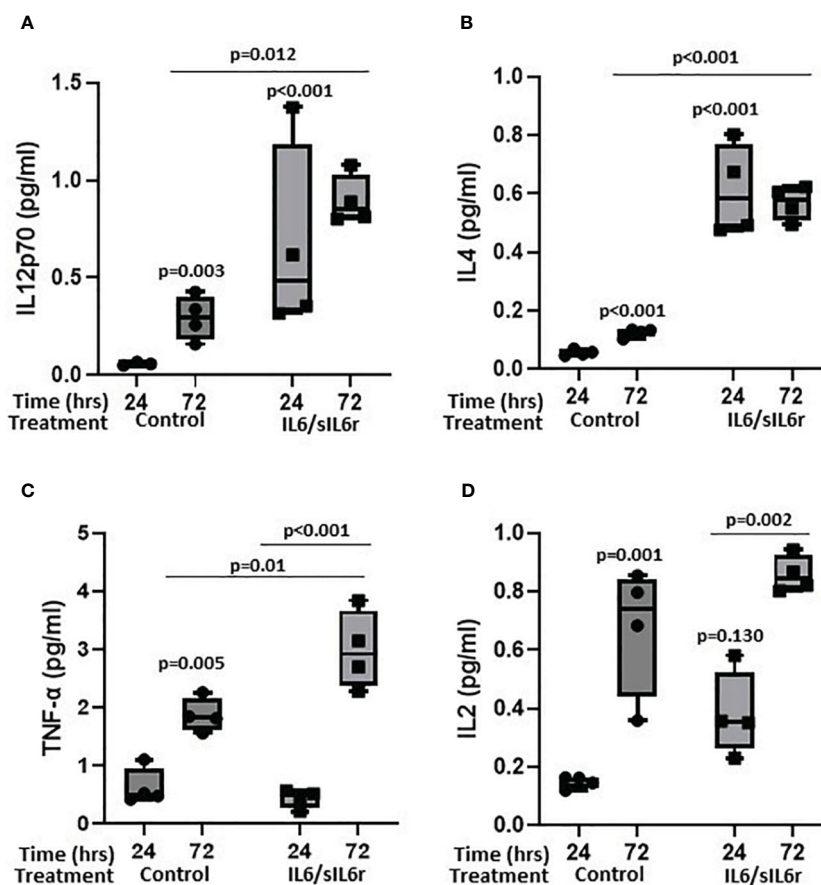 A
p=0.012
p<0.001
p=0.003
IL12p70 (pg/ml)
1.5
1.0
0.5
0.0
Time (hrs) 24 72 24 72
Treatment Control IL6/sIL6r
B
p<0.001
p<0.001
p<0.001
IL4 (pg/ml)
1.0
0.8
0.6
0.4
0.2
0.0
Time (hrs) 24 72 24 72
Treatment Control IL6/sIL6r
C
p<0.001
p=0.01
p=0.005
TNF-α (pg/ml)
5
4
3
2
1
0
Time (hrs) 24 72 24 72
Treatment Control IL6/sIL6r
D
p=0.002
p=0.001
p=0.130
IL2 (pg/ml)
1.0
0.8
0.6
0.4
0.2
0.0
Time (hrs) 24 72 24 72
Treatment Control IL6/sIL6r